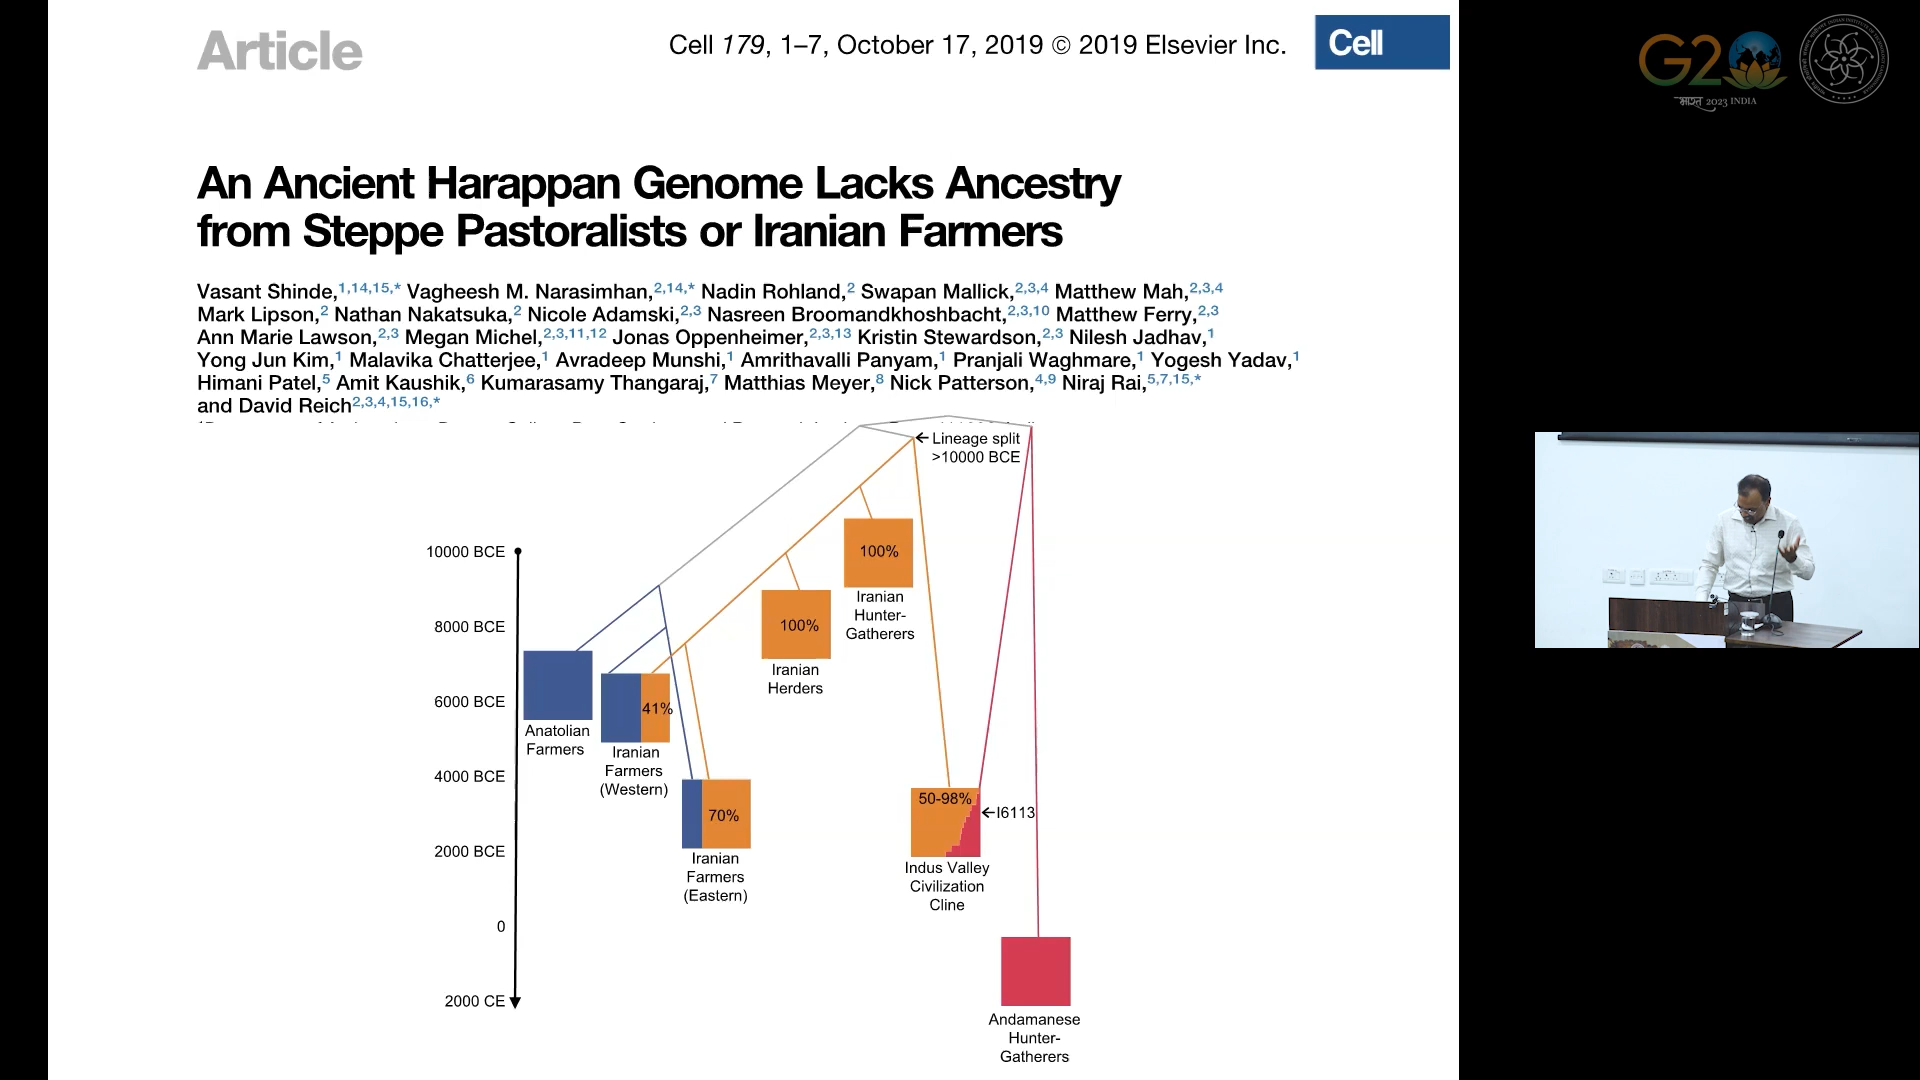 Article
Cell 179, 1–7, October 17, 2019 © 2019 Elsevier Inc.
Cell
G20
भारत 2023 INDIA
An Ancient Harappan Genome Lacks Ancestry
from Steppe Pastoralists or Iranian Farmers
Vasant Shinde,1,14,15,* Vagheesh M. Narasimhan,2,14,* Nadin Rohland,2 Swapan Mallick,2,3,4 Matthew Mah,2,3,4
Mark Lipson,2 Nathan Nakatsuka,2 Nicole Adamski,2,3 Nasreen Broomandkhoshbacht,2,3,10 Matthew Ferry,2,3
Ann Marie Lawson,2,3 Megan Michel,2,3,11,12 Jonas Oppenheimer,2,3,13 Kristin Stewardson,2,3 Nilesh Jadhav,1
Yong Jun Kim,1 Malavika Chatterjee,1 Avradeep Munshi,1 Amrithavalli Panyam,1 Pranjali Waghmare,1 Yogesh Yadav,1
Himani Patel,5 Amit Kaushik,6 Kumarasamy Thangaraj,7 Matthias Meyer,8 Nick Patterson,4,9 Niraj Rai,5,7,15,*
and David Reich2,3,4,15,16,*
←Lineage split
>10000 BCE
10000 BCE
8000 BCE
6000 BCE
4000 BCE
2000 BCE
0
2000 CE
Anatolian
Farmers
41%
Iranian
Farmers
(Western)
70%
Iranian
Farmers
(Eastern)
100%
Iranian
Herders
100%
Iranian
Hunter-
Gatherers
50-98%
←I6113
Indus Valley
Civilization
Cline
Andamanese
Hunter-
Gatherers